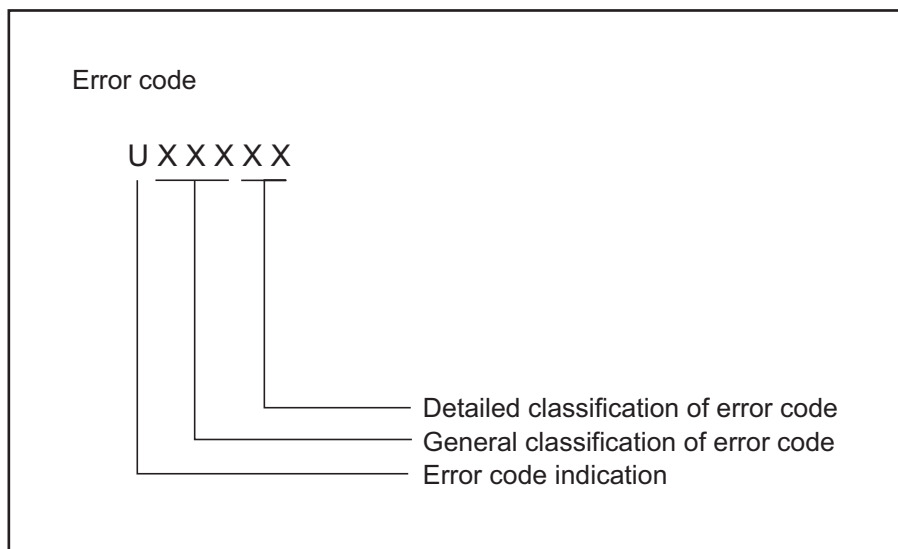 Error code
U X X X X X
Detailed classification of error code
General classification of error code
Error code indication